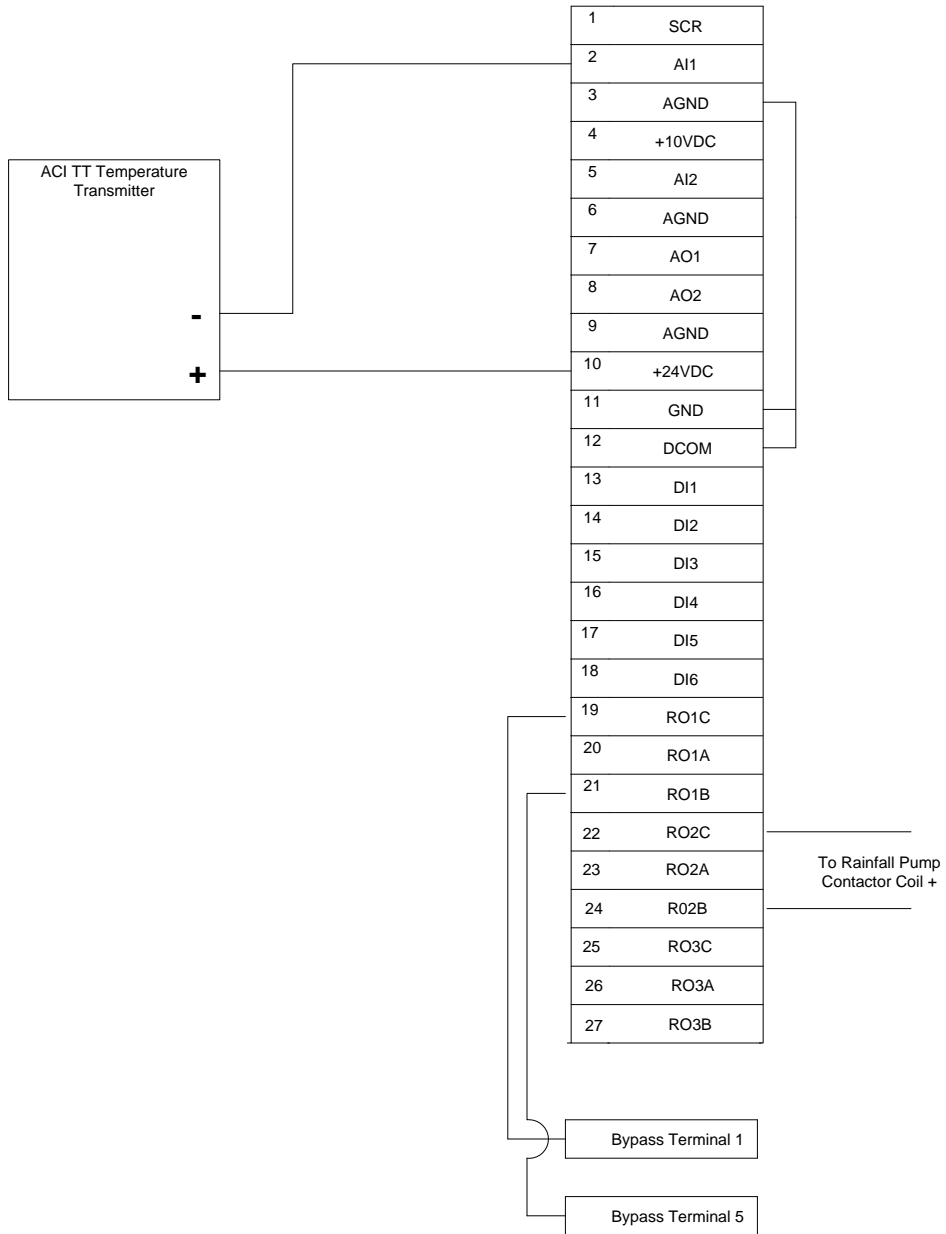 1 SCR
2 AI1
3 AGND
4 +10VDC
5 AI2
6 AGND
7 AO1
8 AO2
9 AGND
10 +24VDC
11 GND
12 DCOM
13 DI1
14 DI2
15 DI3
16 DI4
17 DI5
18 DI6
19 RO1C
20 RO1A
21 RO1B
22 RO2C
23 RO2A
24 R02B
25 RO3C
26 RO3A
27 RO3B
ACI TT Temperature
Transmitter
-
+
To Rainfall Pump
Contactor Coil +
Bypass Terminal 1
Bypass Terminal 5